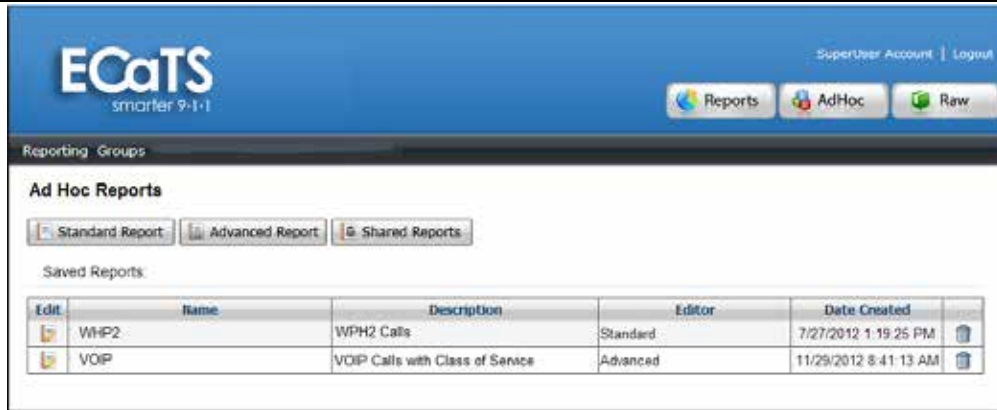 ECaTS
smarter 9-1-1
SuperUser Account | Logout
Reports AdHoc Raw
Reporting Groups
Ad Hoc Reports
Standard Report Advanced Report Shared Reports
Saved Reports:
Edit Name Description Editor Date Created
WHP2 WPH2 Calls Standard 7/27/2012 1:19:25 PM
VOIP VOIP Calls with Class of Service Advanced 11/29/2012 8:41:13 AM